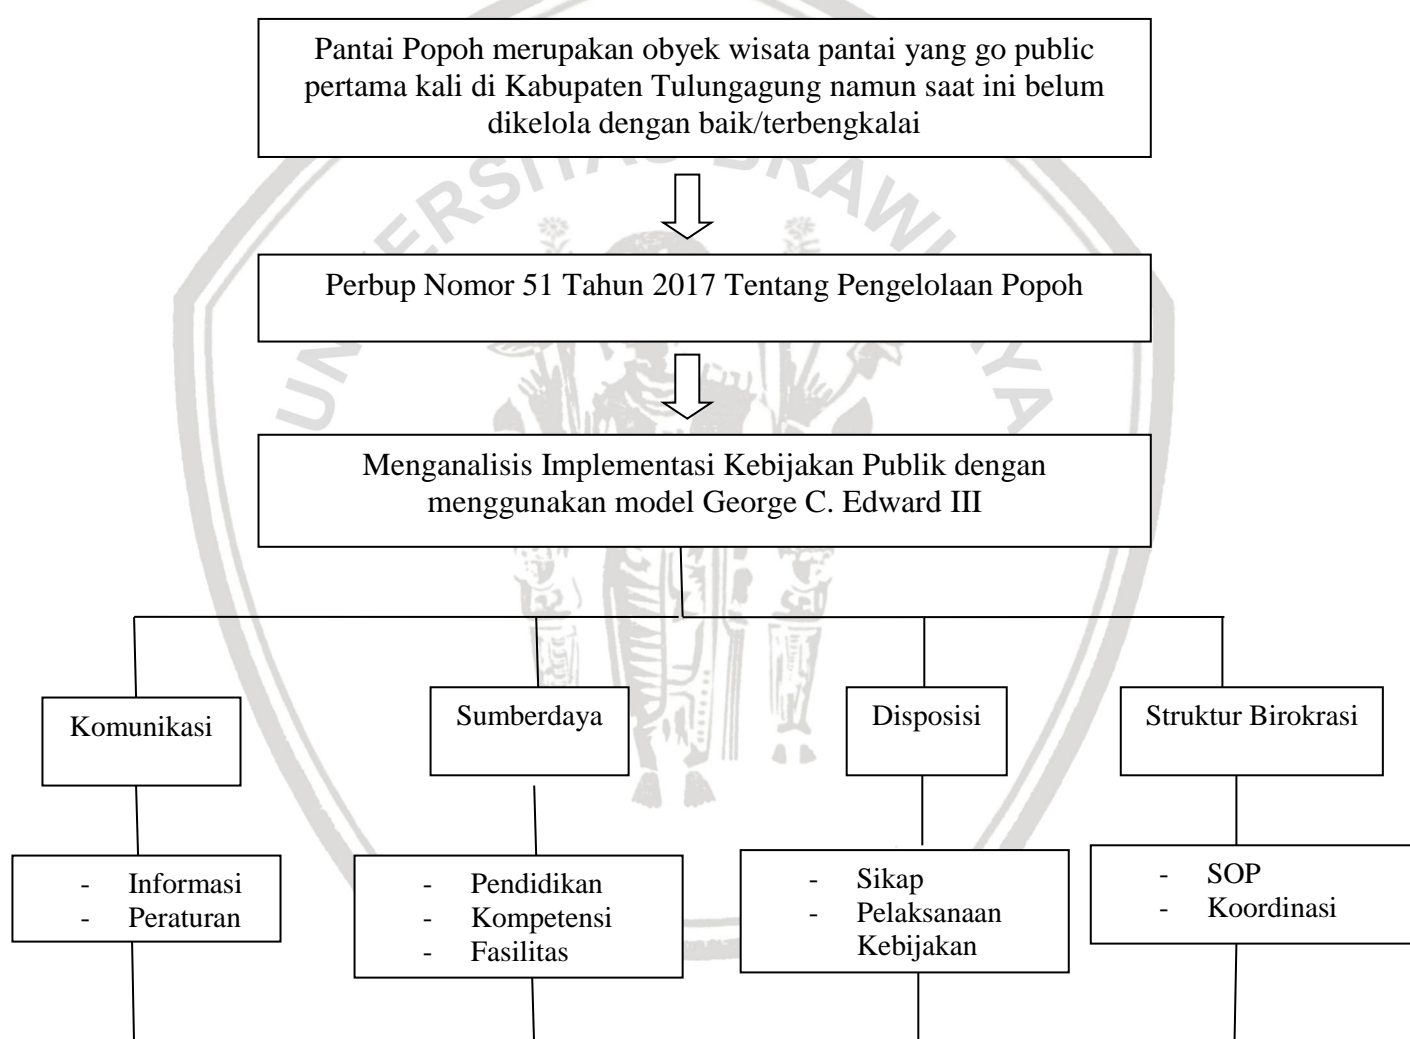 Pantai Popoh merupakan obyek wisata pantai yang go public
pertama kali di Kabupaten Tulungagung namun saat ini belum
dikelola dengan baik/terbengkalai
UNIVERSITAS BRAWIJAYA
Perbup Nomor 51 Tahun 2017 Tentang Pengelolaan Popoh
Menganalisis Implementasi Kebijakan Publik dengan
menggunakan model George C. Edward III
Komunikasi
Sumberdaya
Disposisi
Struktur Birokrasi
- Informasi
- Peraturan
- Pendidikan
- Kompetensi
- Fasilitas
- Sikap
- Pelaksanaan
Kebijakan
- SOP
- Koordinasi